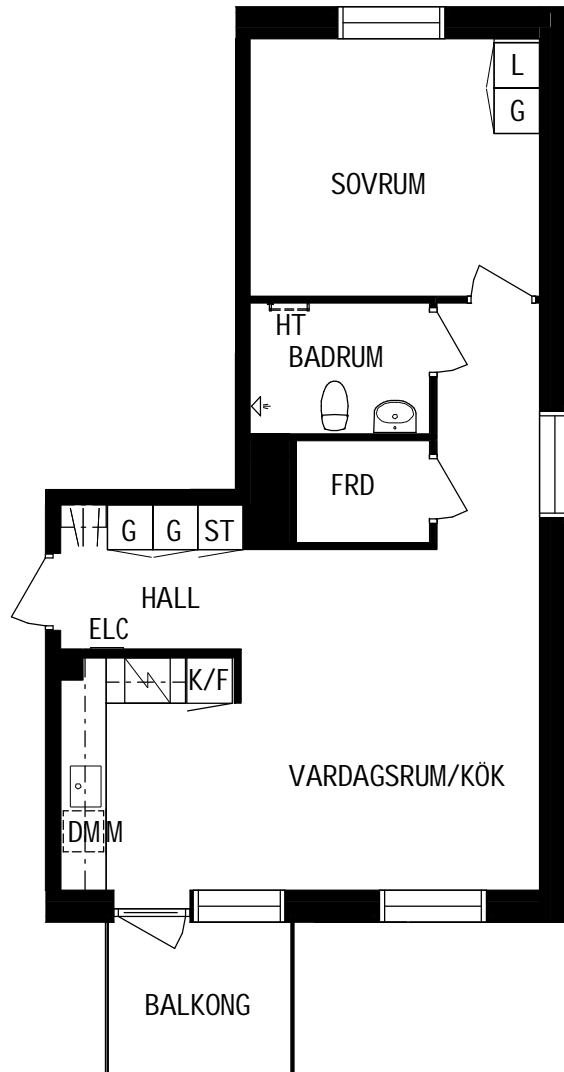 L
G
SOVRUM
HT
BADRUM
FRD
G G ST
HALL
ELC
K/F
VARDAGSRUM/KÖK
DM M
BALKONG